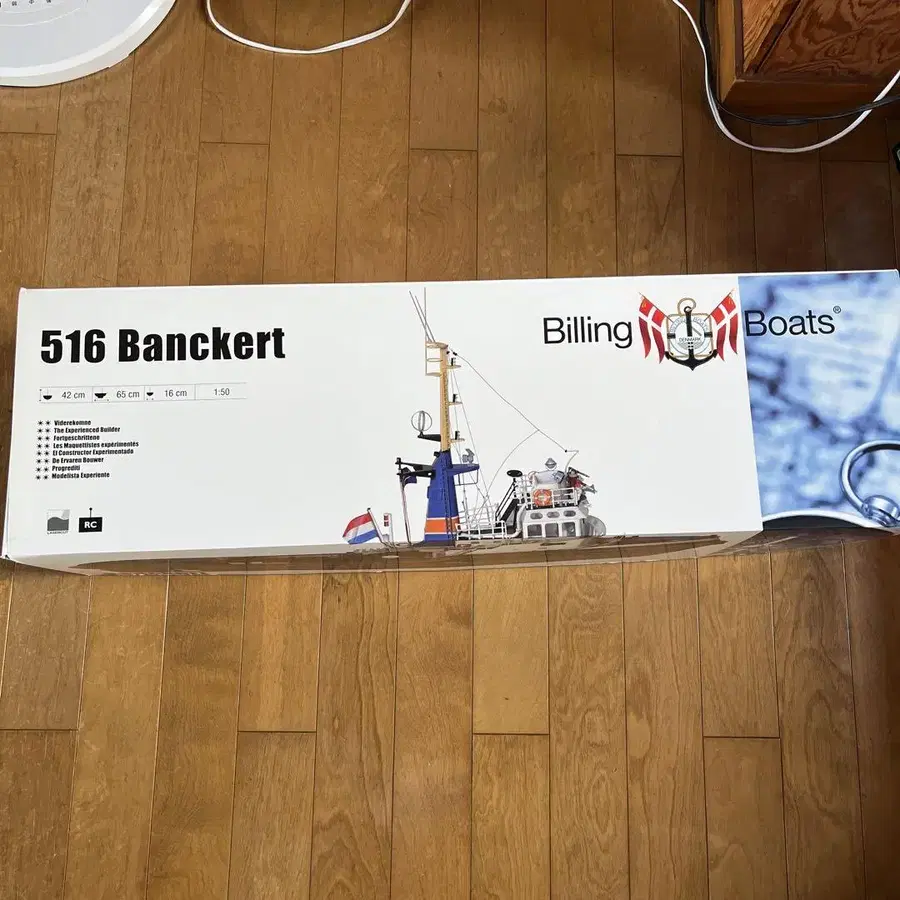 516 Banckert
Billing Boats®
DENMARK
42 cm 65 cm 16 cm 1:50
Viderekomne
The Experienced Builder
Fortgeschrittene
Les Maquettistes expérimentés
El Constructor Experimentado
De Ervaren Bouwer
Progrediti
Modelista Experiente
RC